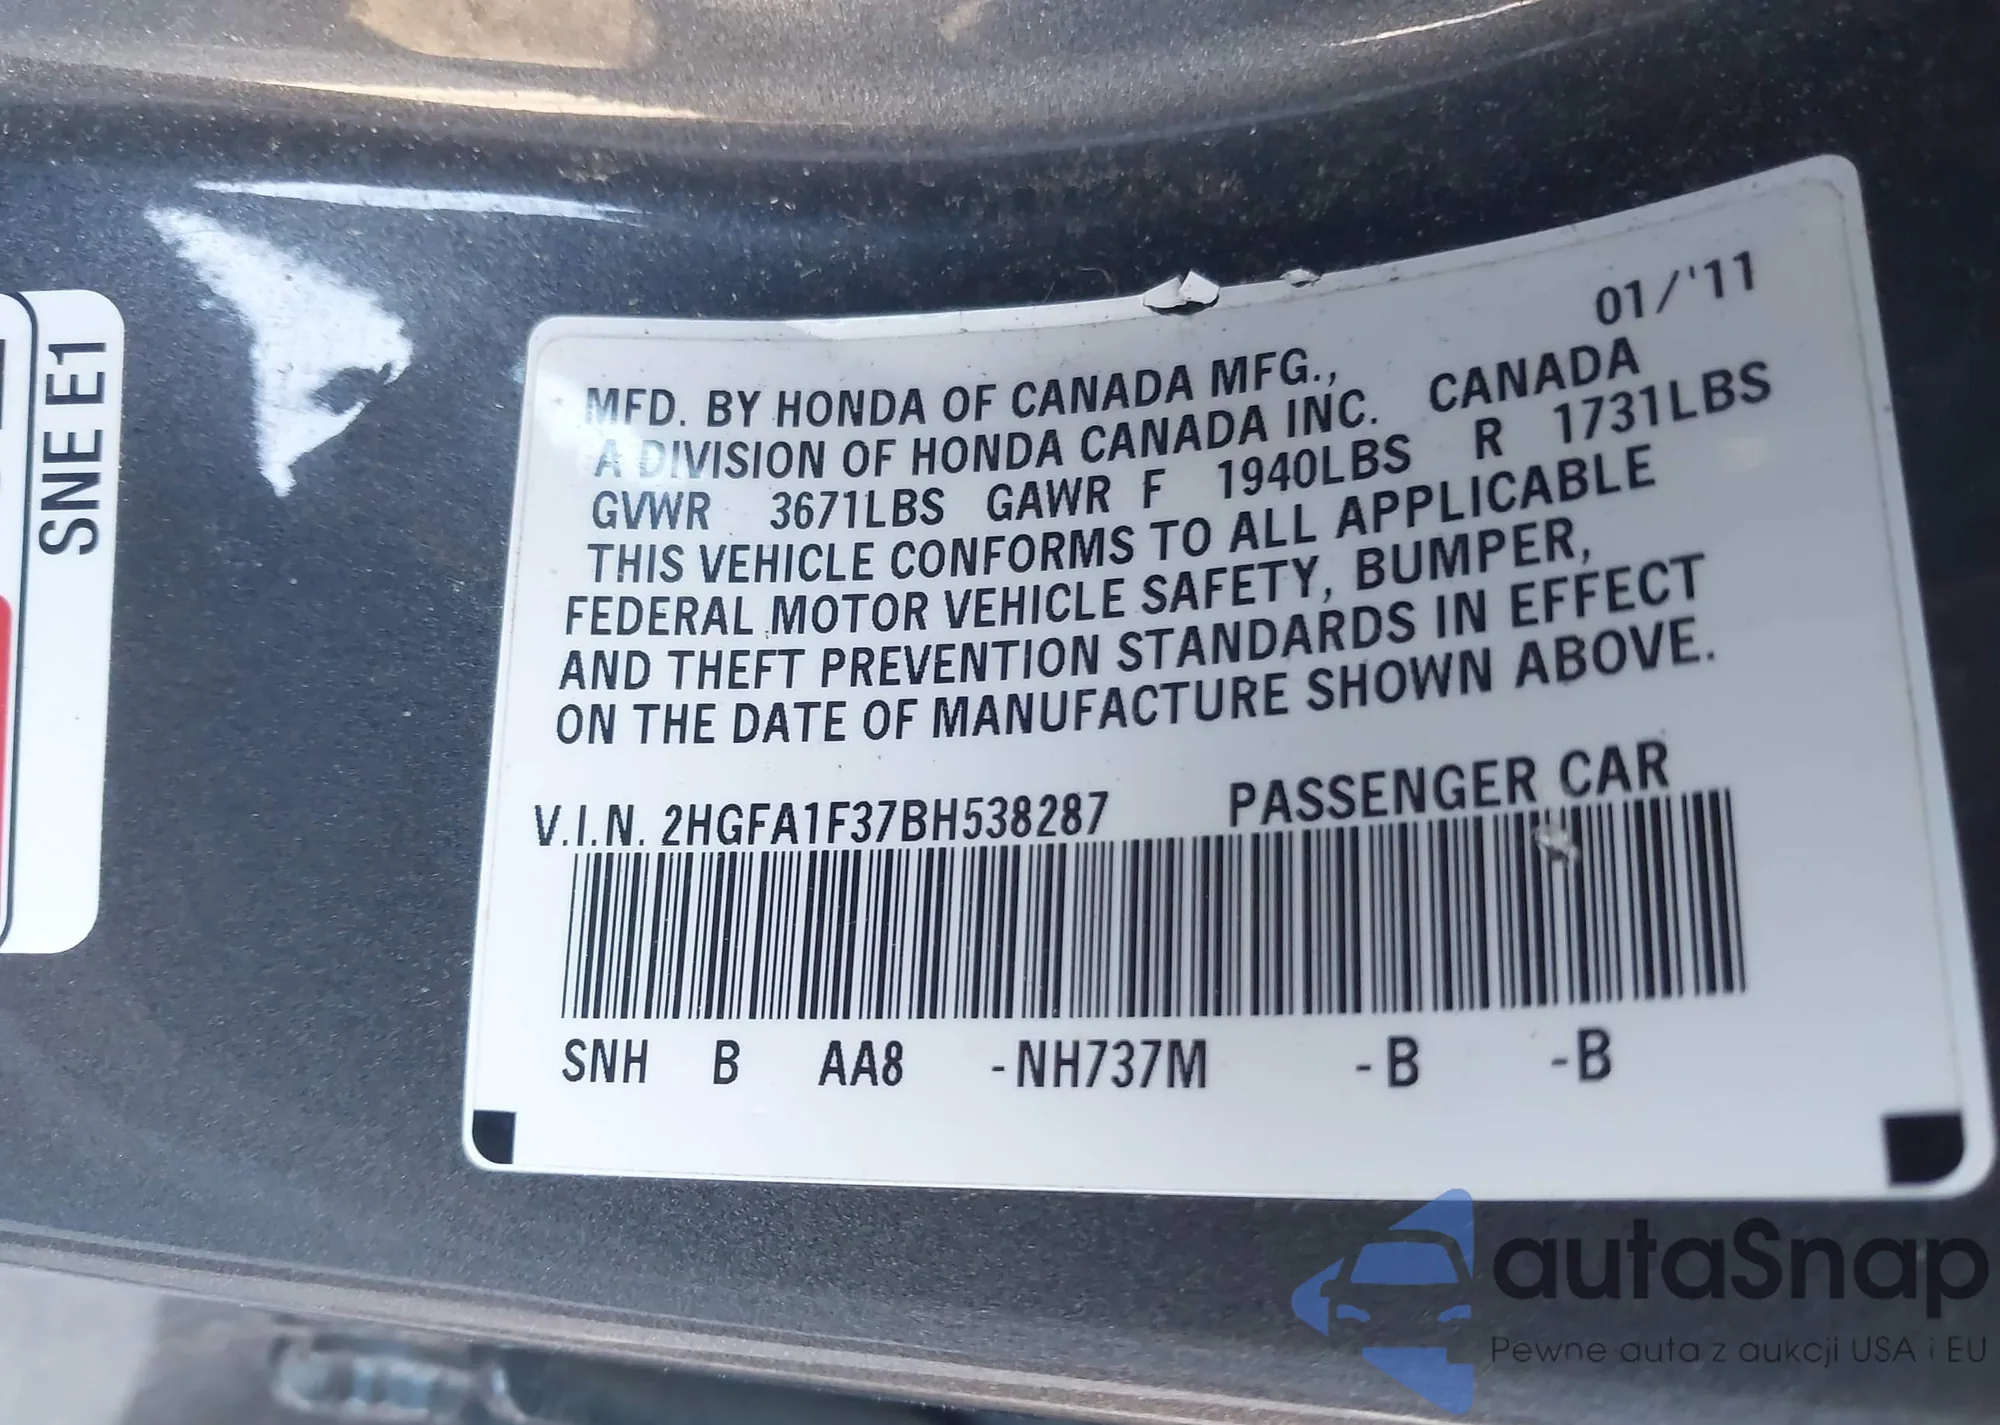 SNE E1
01/'11
MFD. BY HONDA OF CANADA MFG.,
A DIVISION OF HONDA CANADA INC. CANADA
GVWR 3671LBS GAWR F 1940LBS R 1731LBS
THIS VEHICLE CONFORMS TO ALL APPLICABLE
FEDERAL MOTOR VEHICLE SAFETY, BUMPER,
AND THEFT PREVENTION STANDARDS IN EFFECT
ON THE DATE OF MANUFACTURE SHOWN ABOVE.
V.I.N. 2HGFA1F37BH538287 PASSENGER CAR
SNH B AA8 -NH737M -B -B
autaSnap
Pewne auta z aukcji USA i EU